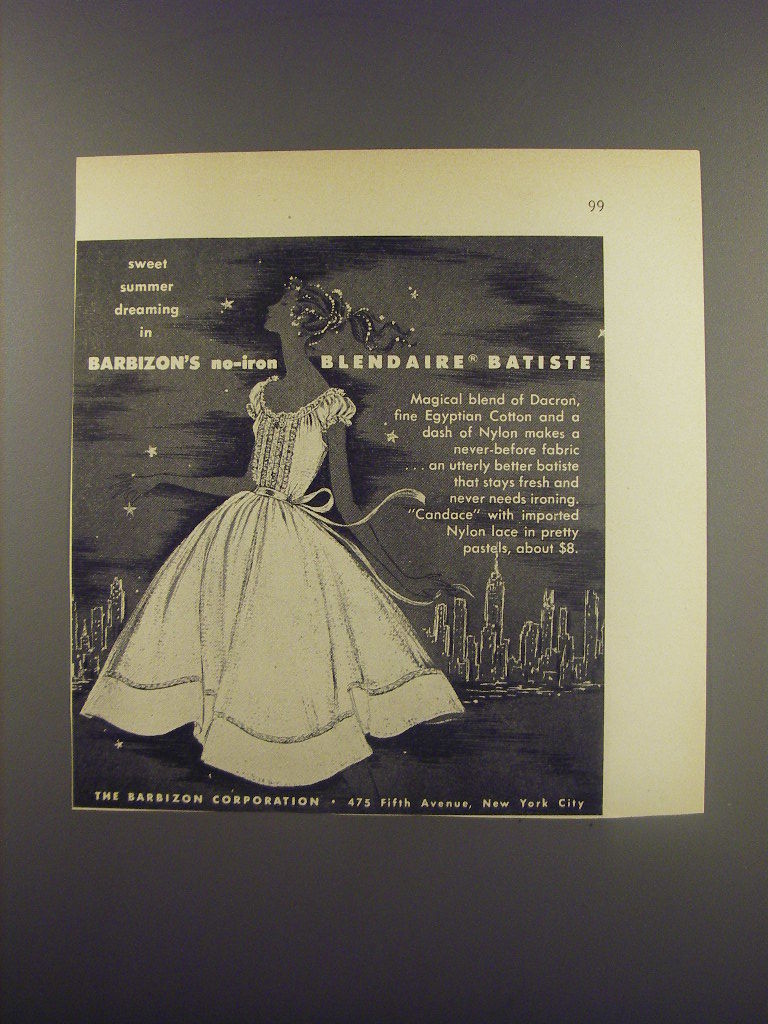 99
sweet
summer
dreaming
in
BARBIZON'S no-iron BLENDAIRE® BATISTE
Magical blend of Dacron,
fine Egyptian Cotton and a
dash of Nylon makes a
never-before fabric
...an utterly better batiste
that stays fresh and
never needs ironing.
"Candace" with imported
Nylon lace in pretty
pastels, about $8.
THE BARBIZON CORPORATION • 475 Fifth Avenue, New York City